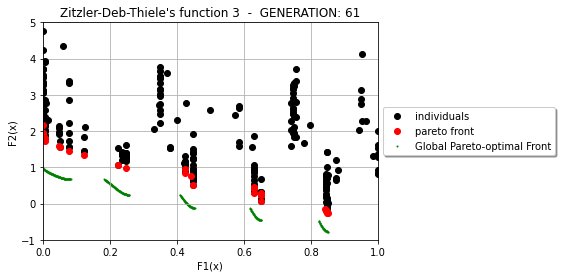 Zitzler-Deb-Thiele's function 3 - GENERATION: 61
5
4
3
2
1
0
−1
F2(x)
0.0 0.2 0.4 0.6 0.8 1.0
F1(x)
individuals
pareto front
Global Pareto-optimal Front